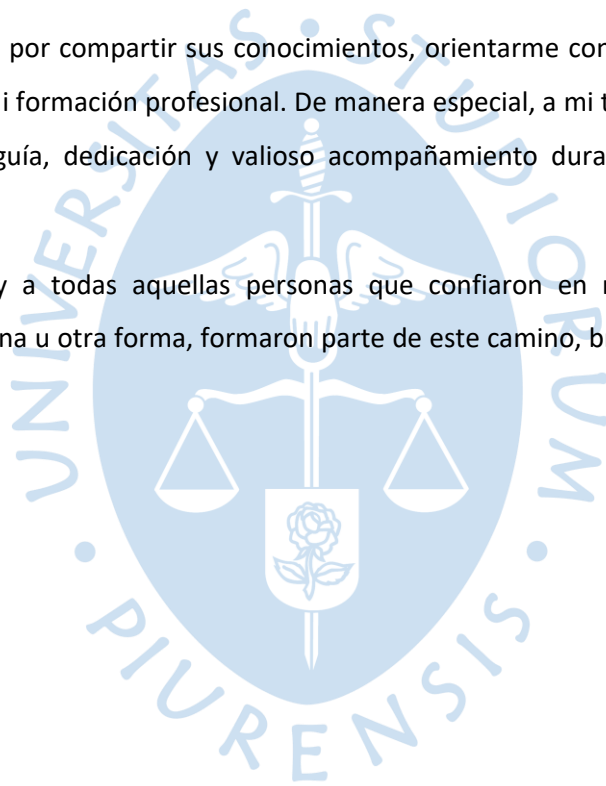 por compartir sus conocimientos, orientarme con
i formación profesional. De manera especial, a mi t
guía, dedicación y valioso acompañamiento dura
y a todas aquellas personas que confiaron en
na u otra forma, formaron parte de este camino, b
UNIVERSITAS • STUDIORUM • PIURENSIS •